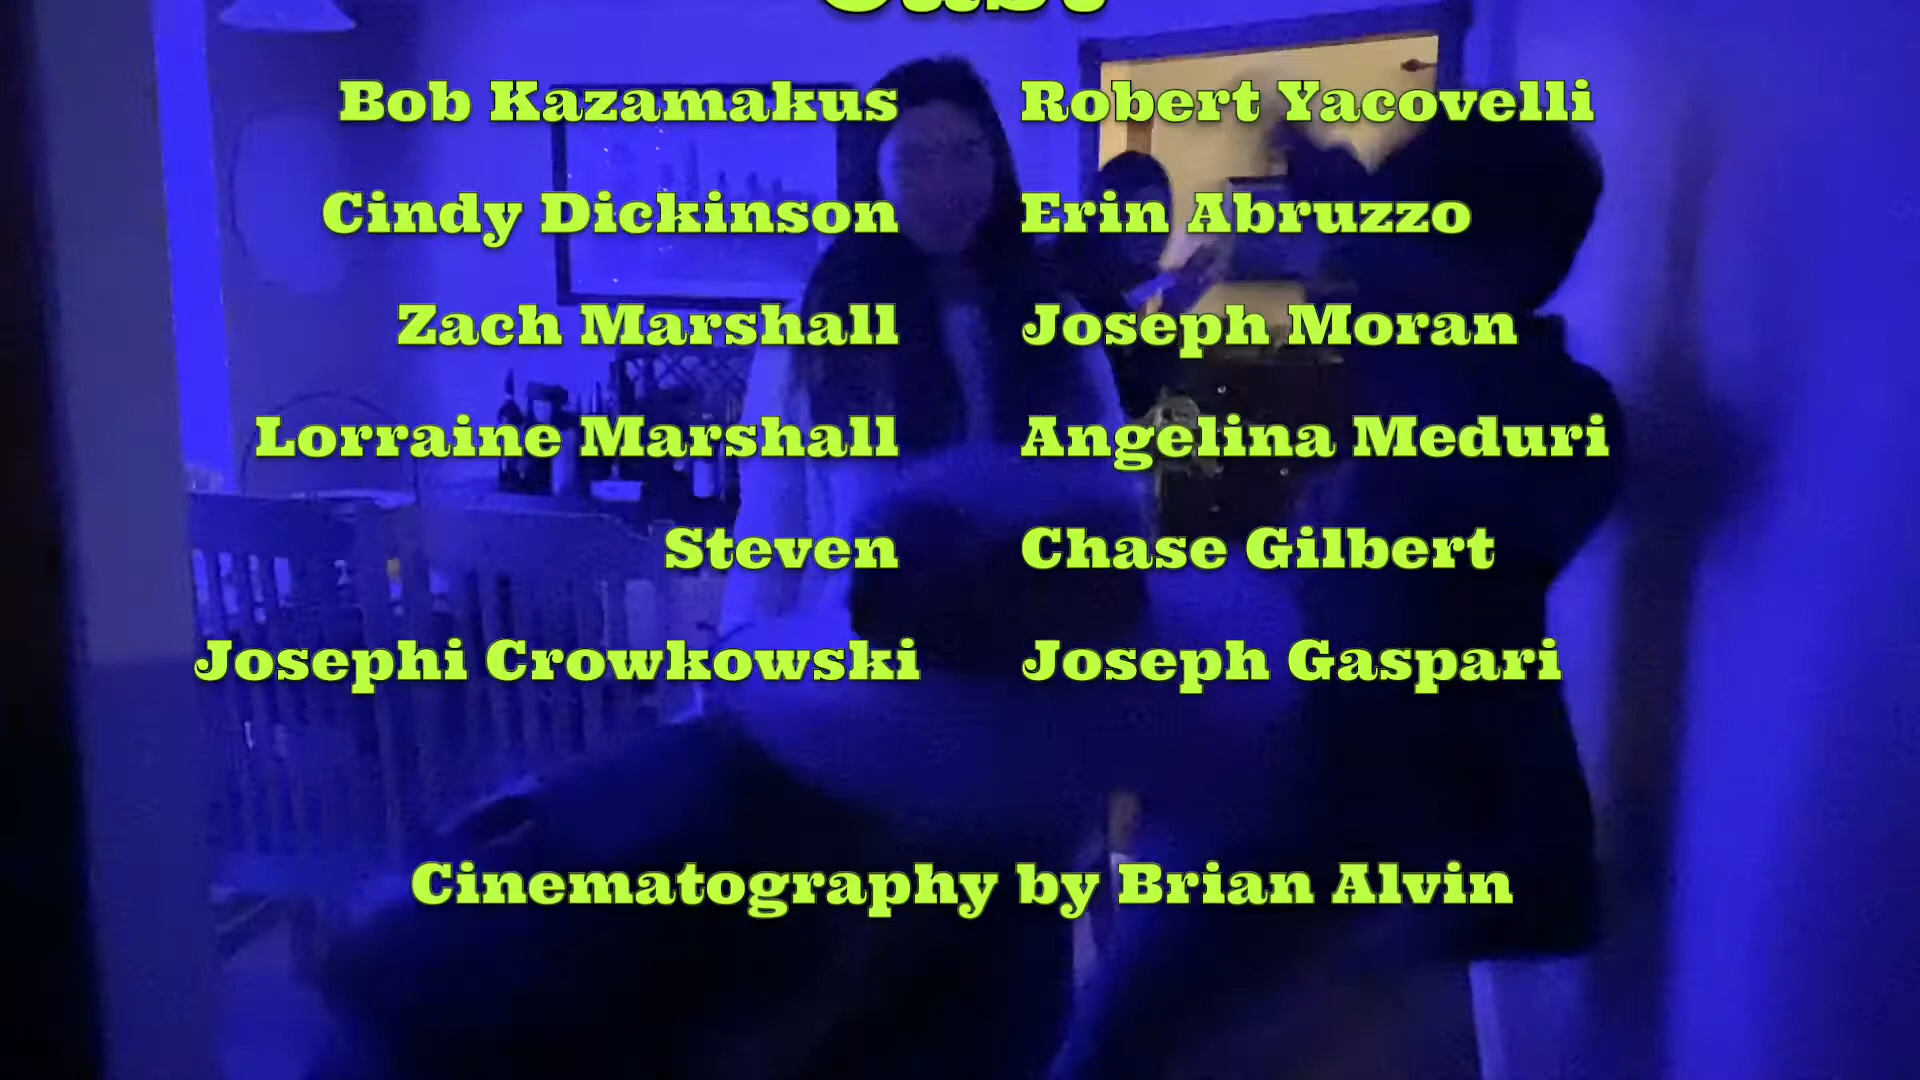 Cast
Bob Kazamakus Robert Yacovelli
Cindy Dickinson Erin Abruzzo
Zach Marshall Joseph Moran
Lorraine Marshall Angelina Meduri
Steven Chase Gilbert
Josephi Crowkowski Joseph Gaspari
Cinematography by Brian Alvin